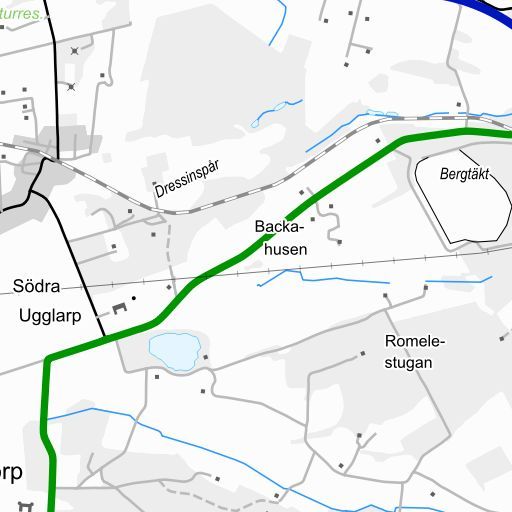 Dressinspår
Bergtäkt
Backa-
husen
Södra
Ugglarp
Romele-
stugan